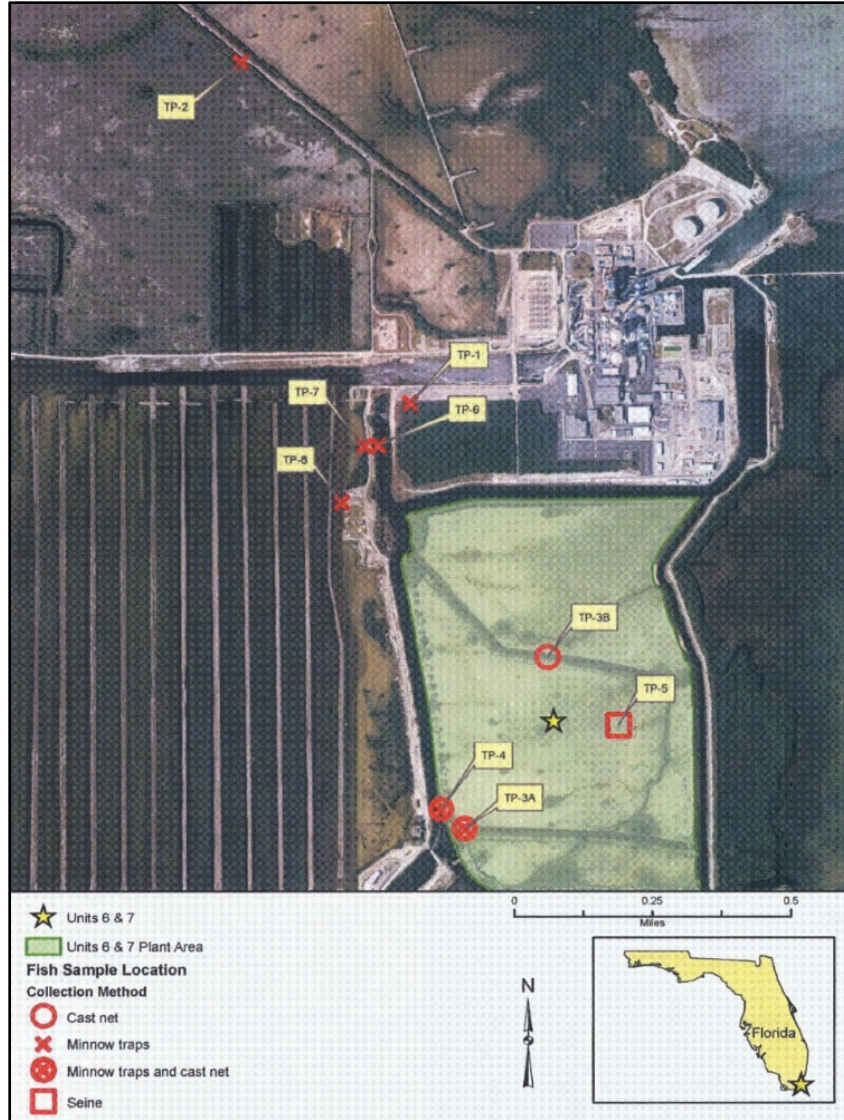 TP-2
TP-1
TP-7
TP-6
TP-8
TP-3B
TP-5
TP-4
TP-3A
Units 6 & 7
Units 6 & 7 Plant Area
Fish Sample Location
Collection Method
Cast net
Minnow traps
Minnow traps and cast net
Seine
0 0.25 0.5
Miles
N
Florida